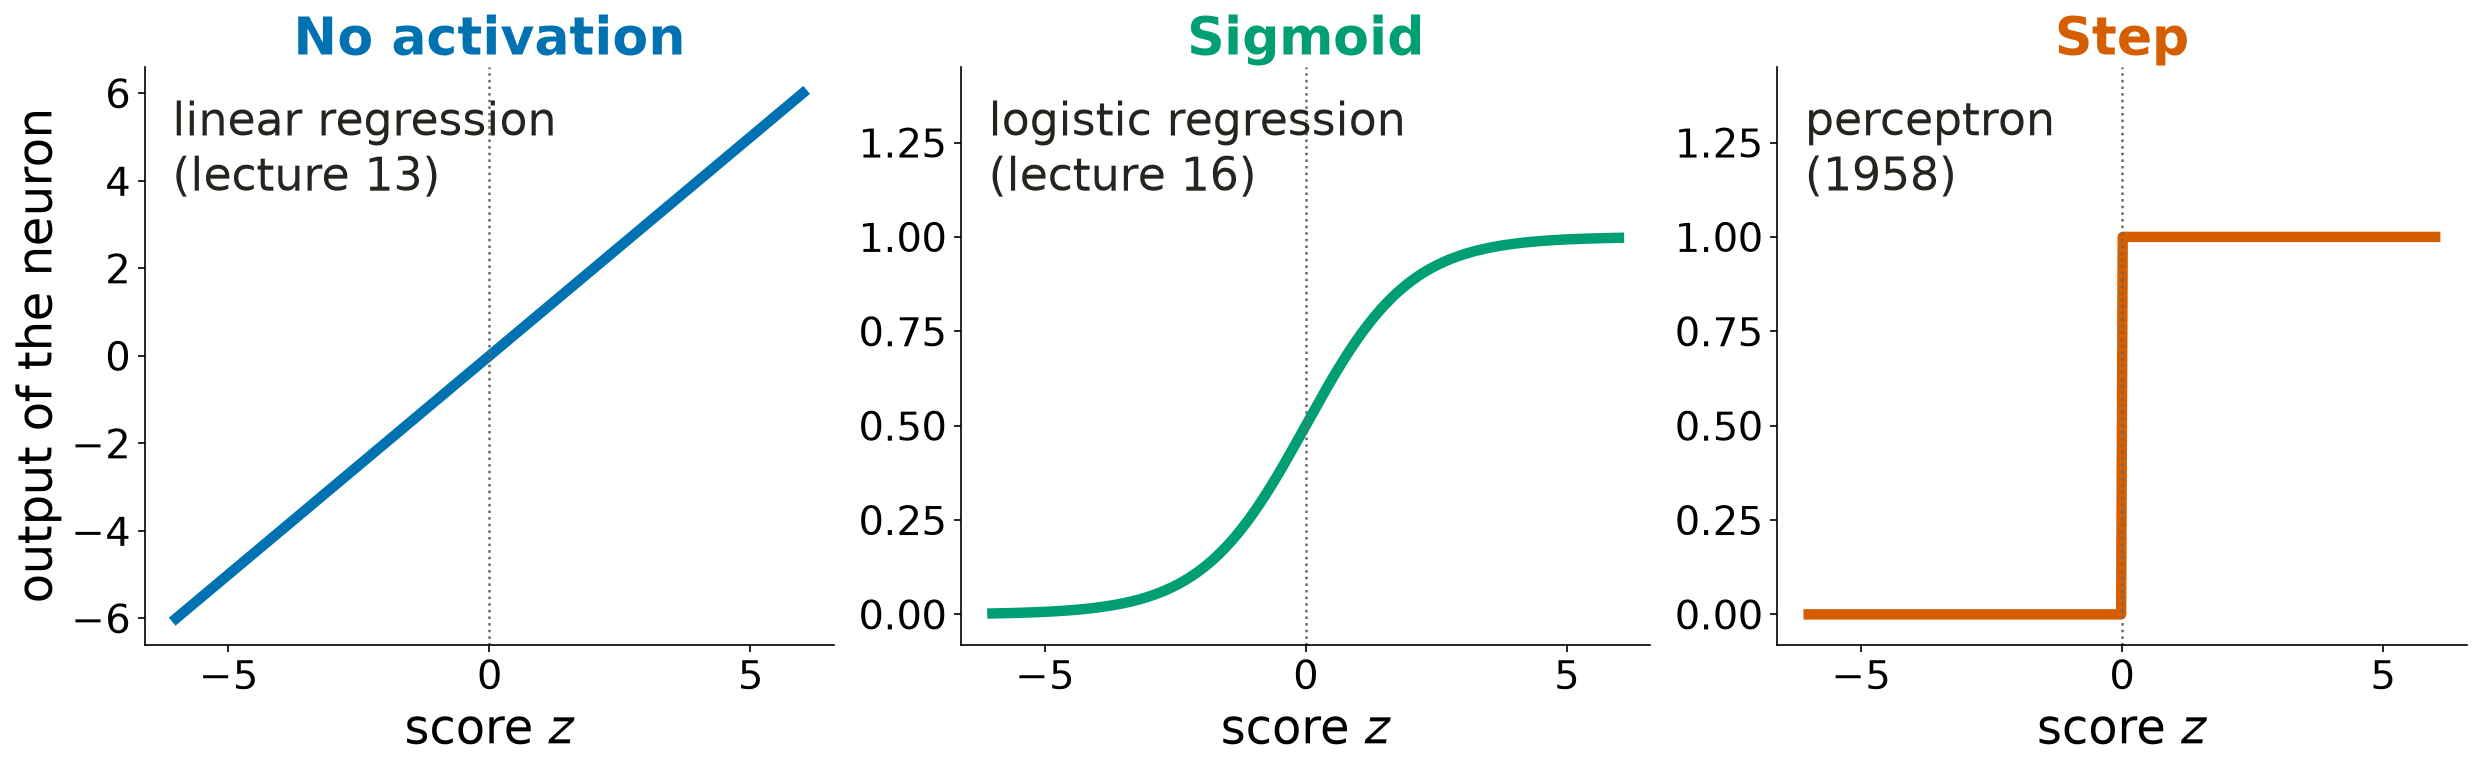 No activation
linear regression
(lecture 13)
output of the neuron
6
4
2
0
−2
−4
−6
−5
0
5
score z
Sigmoid
logistic regression
(lecture 16)
1.25
1.00
0.75
0.50
0.25
0.00
−5
0
5
score z
Step
perceptron
(1958)
1.25
1.00
0.75
0.50
0.25
0.00
−5
0
5
score z